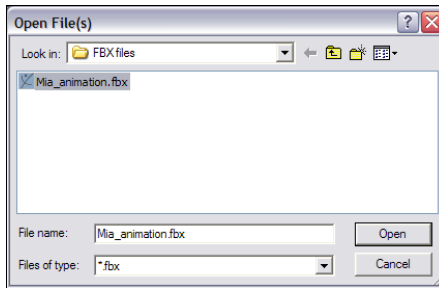 Open File(s)
Look in: FBX files
Mia_animation.fbx
File name: Mia_animation.fbx Open
Files of type: *.fbx Cancel